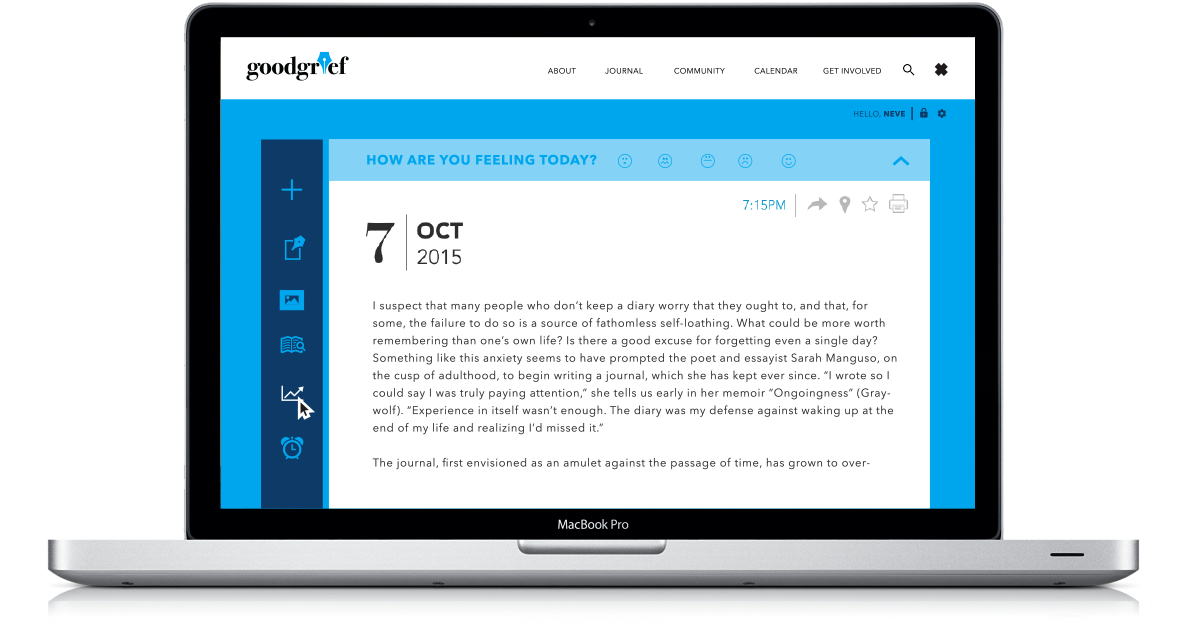 goodgrief
ABOUT JOURNAL COMMUNITY CALENDAR GET INVOLVED
HELLO, NEVE
HOW ARE YOU FEELING TODAY?
7:15PM
7 OCT
2015
I suspect that many people who don’t keep a diary worry that they ought to, and that, for
some, the failure to do so is a source of fathomless self-loathing. What could be more worth
remembering than one’s own life? Is there a good excuse for forgetting even a single day?
Something like this anxiety seems to have prompted the poet and essayist Sarah Manguso, on
the cusp of adulthood, to begin writing a journal, which she has kept ever since. “I wrote so I
could say I was truly paying attention,” she tells us early in her memoir “Ongoingness” (Gray-
wolf). “Experience in itself wasn’t enough. The diary was my defense against waking up at the
end of my life and realizing I’d missed it.”
The journal, first envisioned as an amulet against the passage of time, has grown to over-
MacBook Pro